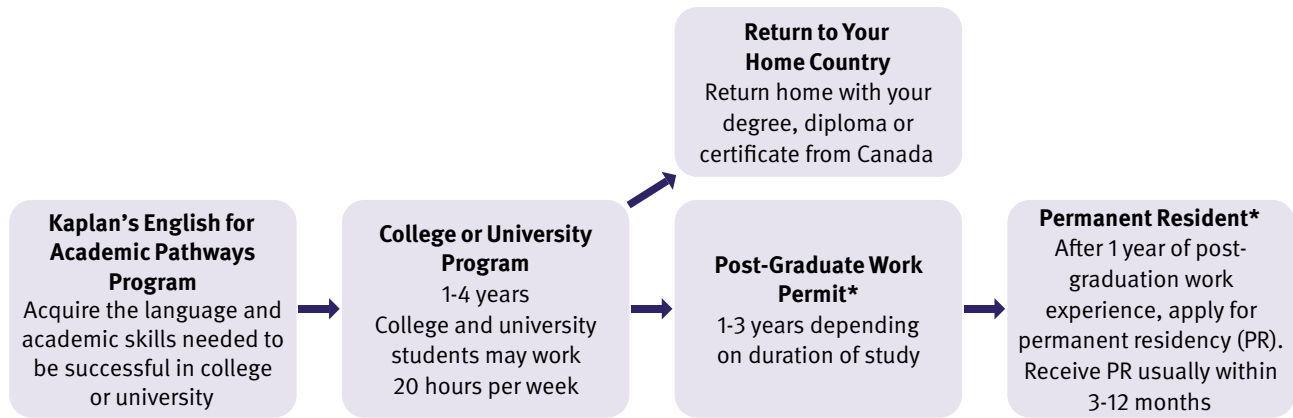 Return to Your
Home Country
Return home with your
degree, diploma or
certificate from Canada
Kaplan's English for
Academic Pathways
Program
Acquire the language and
academic skills needed to
be successful in college
or university
College or University
Program
1-4 years
College and university
students may work
20 hours per week
Post-Graduate Work
Permit*
1-3 years depending
on duration of study
Permanent Resident*
After 1 year of post-
graduation work
experience, apply for
permanent residency (PR).
Receive PR usually within
3-12 months